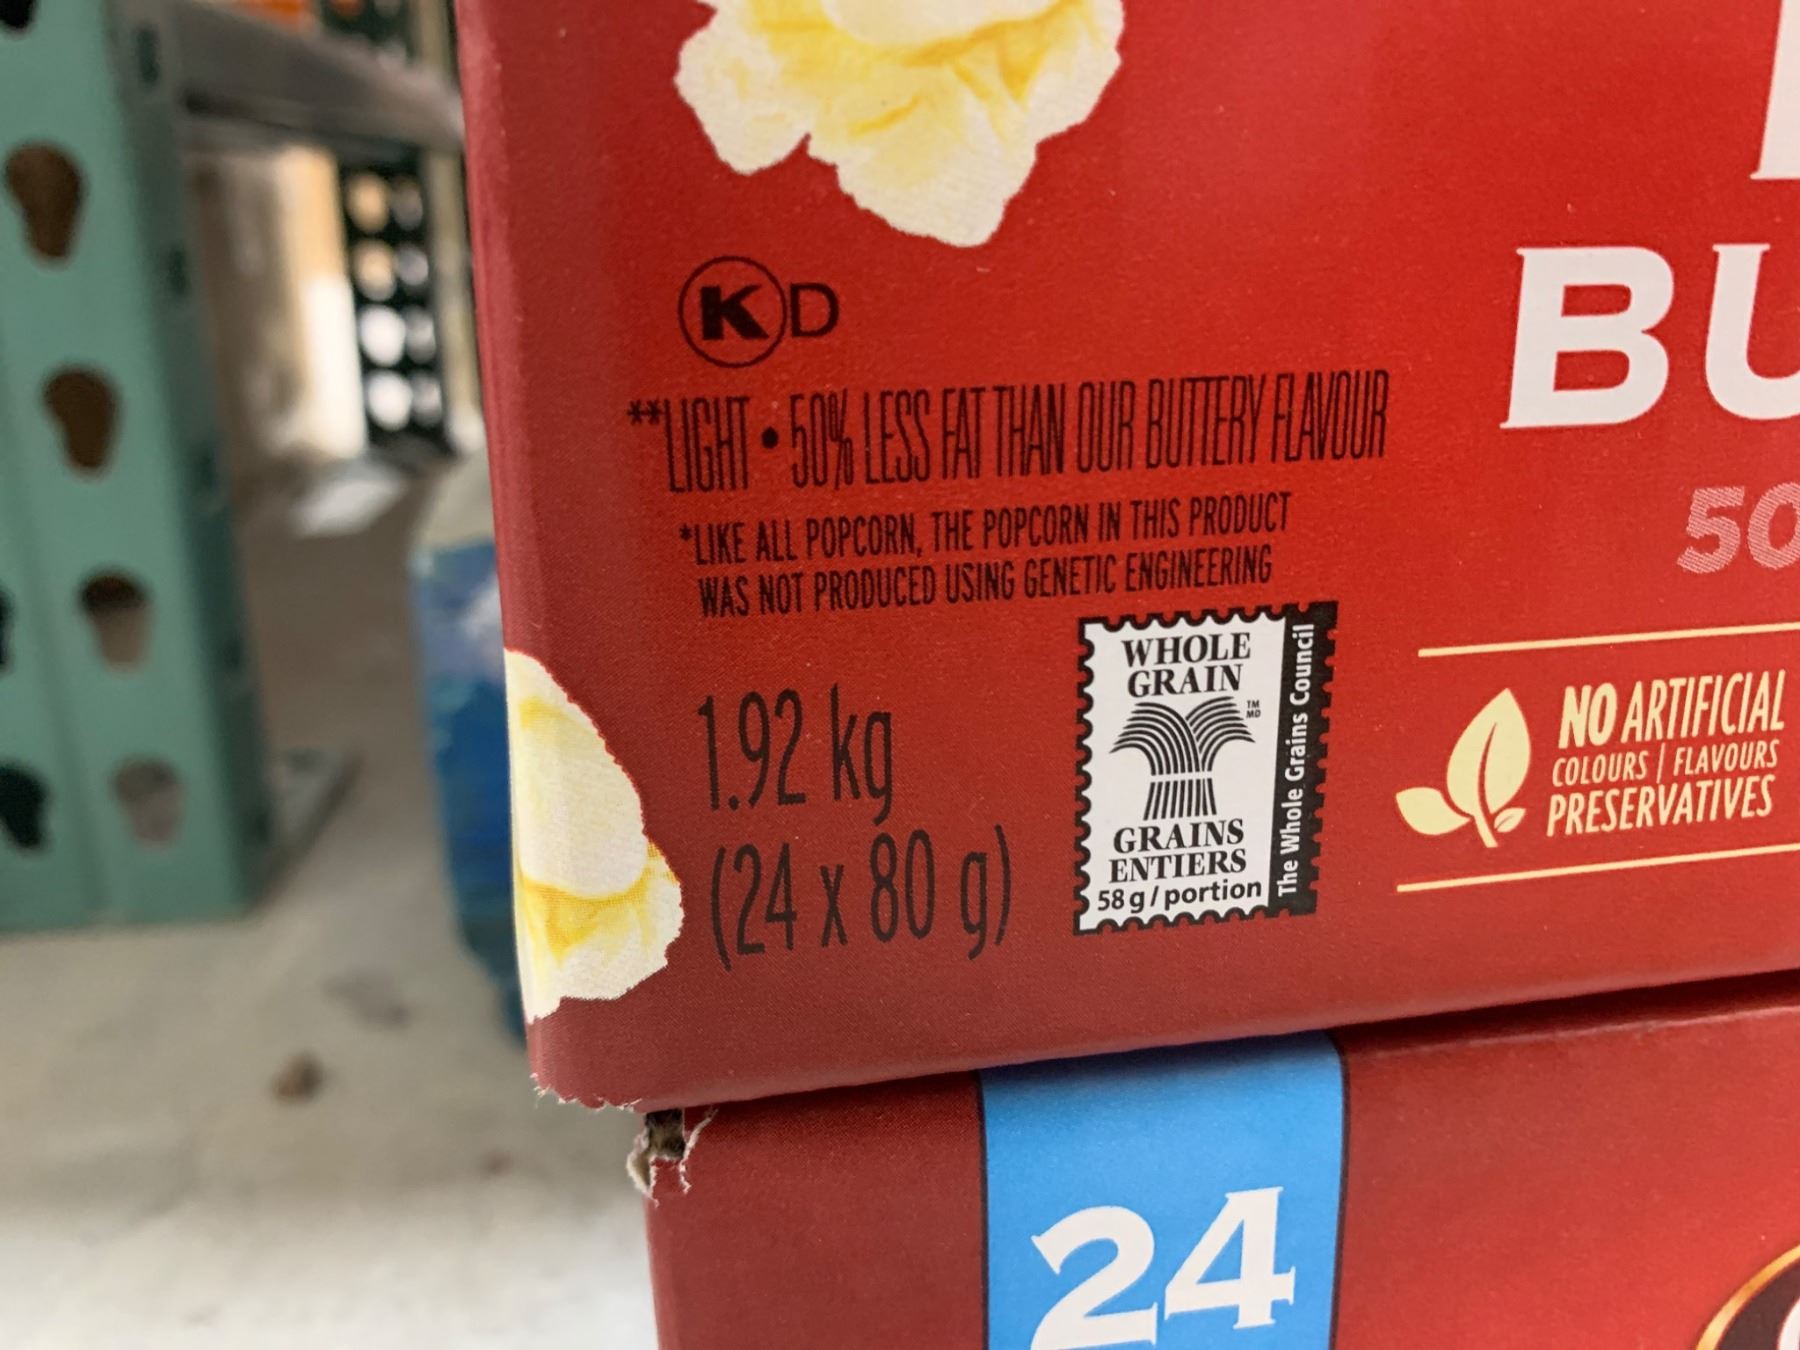 BU
50
K D
**LIGHT • 50% LESS FAT THAN OUR BUTTERY FLAVOUR
*LIKE ALL POPCORN, THE POPCORN IN THIS PRODUCT
WAS NOT PRODUCED USING GENETIC ENGINEERING
1.92 kg
(24 x 80 g)
WHOLE
GRAIN
TM
MD
GRAINS
ENTIERS
58 g/portion
The Whole Grains Council
NO ARTIFICIAL
COLOURS | FLAVOURS
PRESERVATIVES
24